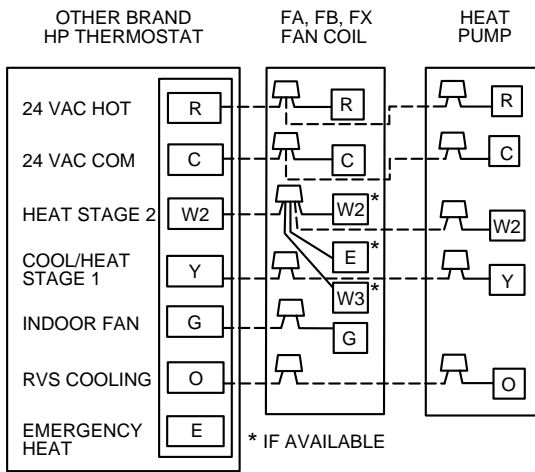 OTHER BRAND
HP THERMOSTAT
FA, FB, FX
FAN COIL
HEAT
PUMP
24 VAC HOT R R R
24 VAC COM C C C
HEAT STAGE 2 W2 W2 * W2
E *
COOL/HEAT
STAGE 1 Y Y
W3 *
INDOOR FAN G G
RVS COOLING O O
EMERGENCY
HEAT E
* IF AVAILABLE